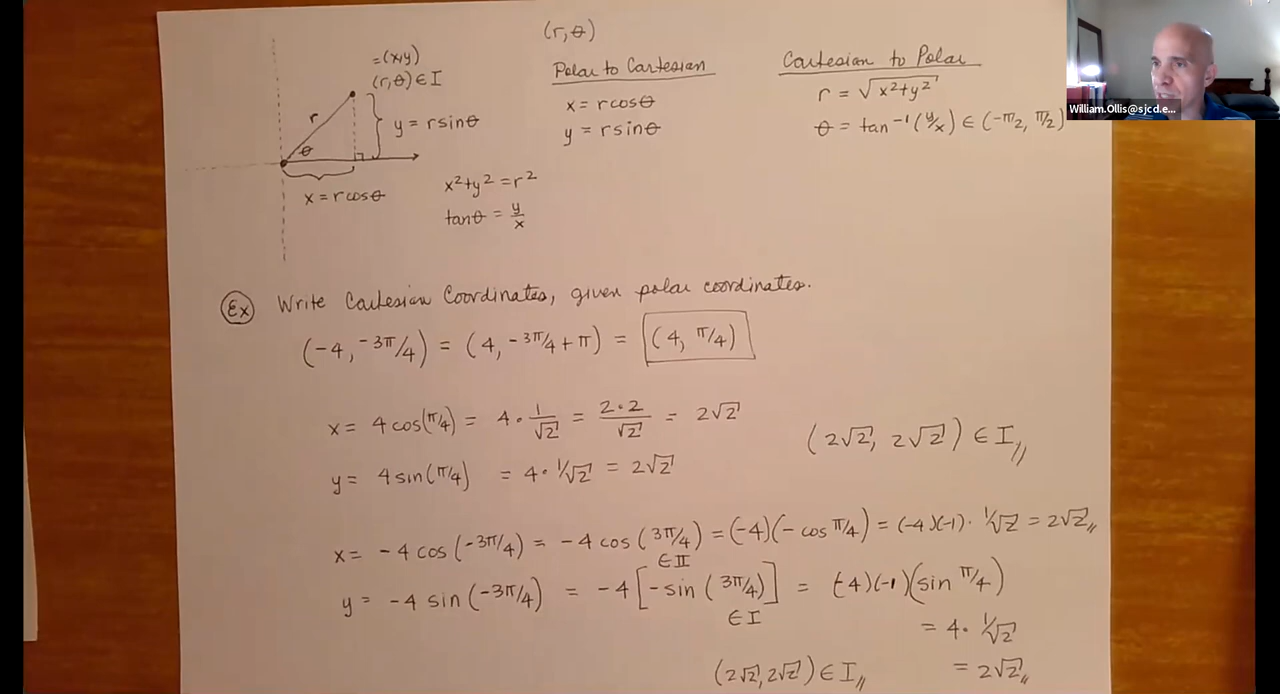 (r, θ)
= (x,y)
(r, θ) ∈ I
r
θ
y = r sinθ
x = r cosθ
x² + y² = r²
tanθ = y/x
Polar to Cartesian
x = r cosθ
y = r sinθ
Cartesian to Polar
r = √x²+y²
θ = tan⁻¹(y/x) ∈ (-π/2, π/2)
William.Ollis@sjcd.e...
Ex Write Cartesian Coordinates, given polar coordinates.
(-4, -3π/4) = (4, -3π/4 + π) = (4, π/4)
x = 4 cos(π/4) = 4 · 1/√2 = 2·2/√2 = 2√2
y = 4 sin(π/4) = 4 · 1/√2 = 2√2
(2√2, 2√2) ∈ I //
x = -4 cos(-3π/4) = -4 cos(3π/4) = (-4)(-cos π/4) = (-4)(-1) · 1/√2 = 2√2 //
∈ II
y = -4 sin(-3π/4) = -4[-sin(3π/4)] = (-4)(-1)(sin π/4)
∈ I
= 4 · 1/√2
= 2√2 //
(2√2, 2√2) ∈ I //